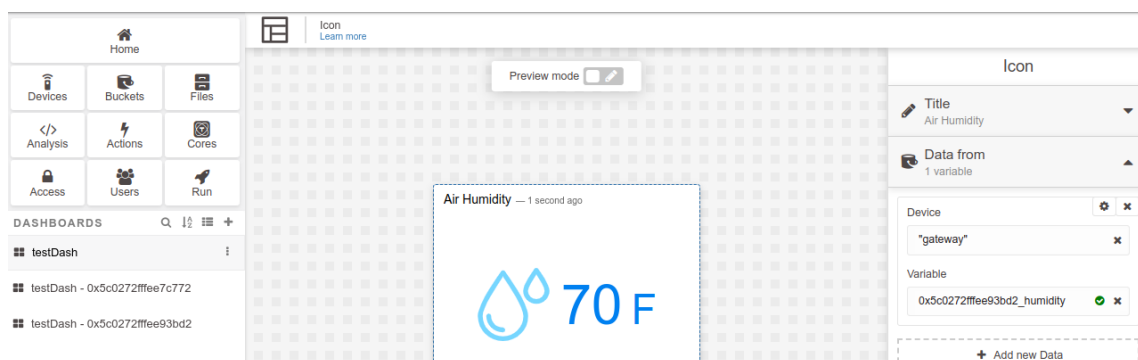 Home
Devices
Buckets
Files
Analysis
Actions
Cores
Access
Users
Run
DASHBOARDS
testDash
testDash - 0x5c0272fffee7c772
testDash - 0x5c0272fffee93bd2
Icon
Learn more
Preview mode
Air Humidity — 1 second ago
70 F
Icon
Title
Air Humidity
Data from
1 variable
Device
"gateway"
Variable
0x5c0272fffee93bd2_humidity
+ Add new Data